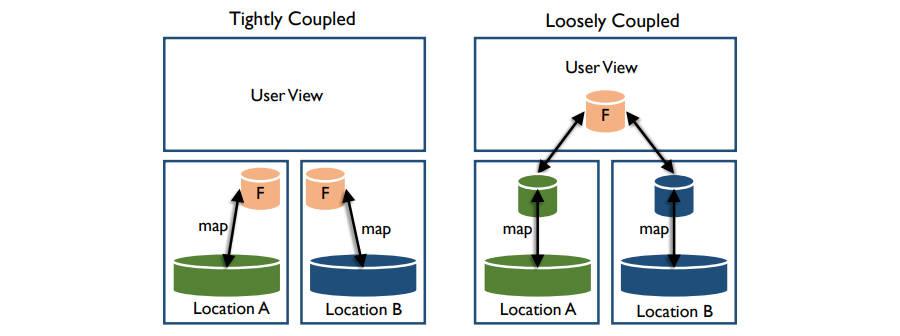 Tightly Coupled
User View
F
F
map
map
Location A
Location B
Loosely Coupled
User View
F
map
map
Location A
Location B